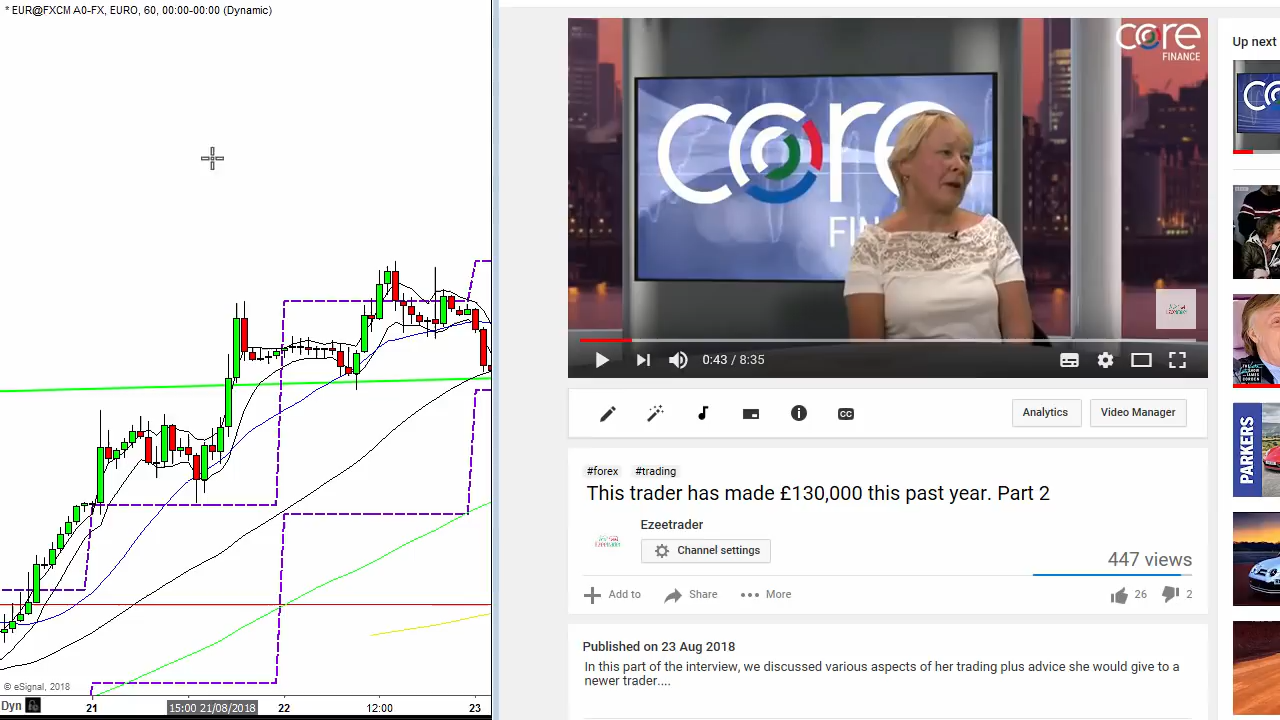 * EUR@FXCM A0-FX, EURO, 60, 00:00-00:00 (Dynamic)
© eSignal, 2018
Dyn
21
15:00 21/08/2018
22
12:00
23
core
FINANCE
core
FIN
0:43 / 8:35
CC
Analytics
Video Manager
#forex #trading
This trader has made £130,000 this past year. Part 2
Ezeetrader
Channel settings
447 views
Add to
Share
More
26
2
Published on 23 Aug 2018
In this part of the interview, we discussed various aspects of her trading plus advice she would give to a
newer trader....
Up next
PARKERS